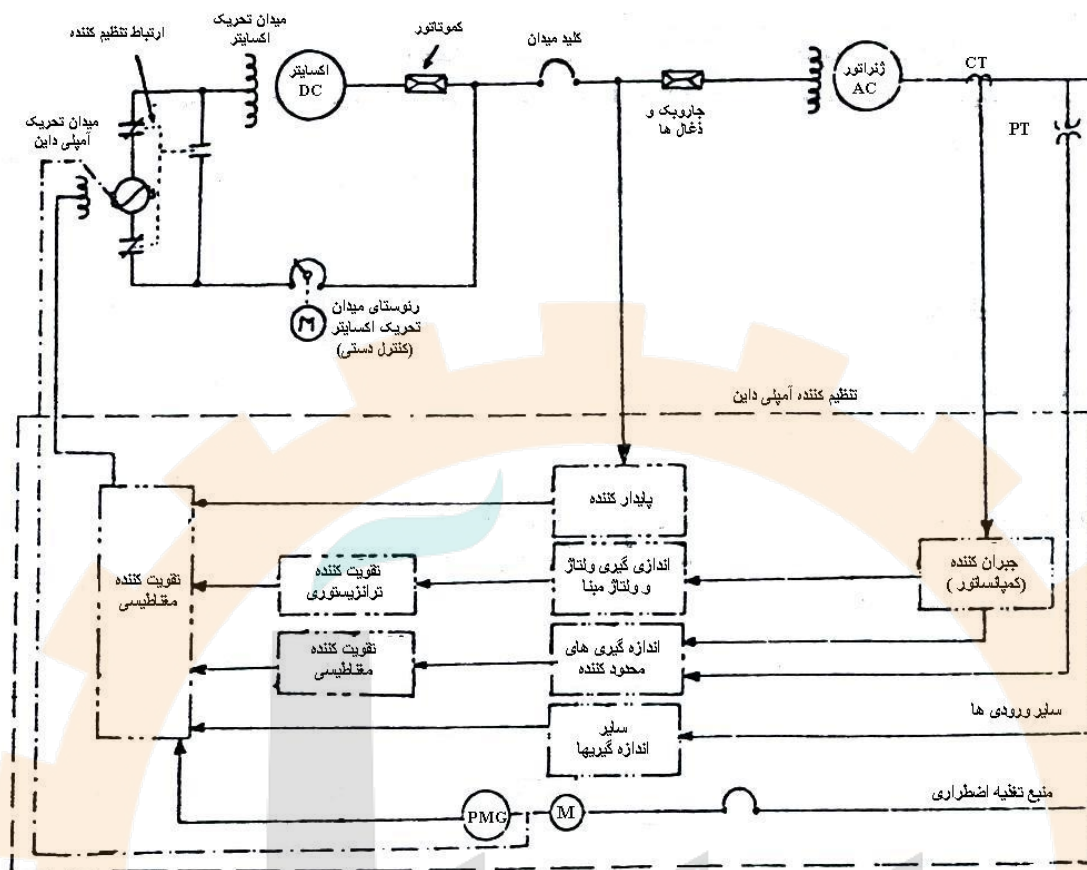 ارتباط تنظیم کننده
میدان تحریک
اکسایتر
اکسایتر
DC
کموتاتور
کلید میدان
جاروبک و
ذغال ها
ژنراتور
AC
CT
PT
میدان تحریک
آمپلی داین
رئوستای میدان
تحریک اکسایتر
(کنترل دستی)
M
تنظیم کننده آمپلی داین
پایدار کننده
اندازی گیری ولتاژ
و ولتاژ مبنا
تقویت کننده
ترانزیستوری
جبران کننده
(کمپانساتور )
تقویت کننده
مغناطیسی
اندازه گیری های
محدود کننده
تقویت کننده
مغناطیسی
سایر
اندازه گیریها
سایر ورودی ها
منبع تغذیه اضطراری
PMG
M